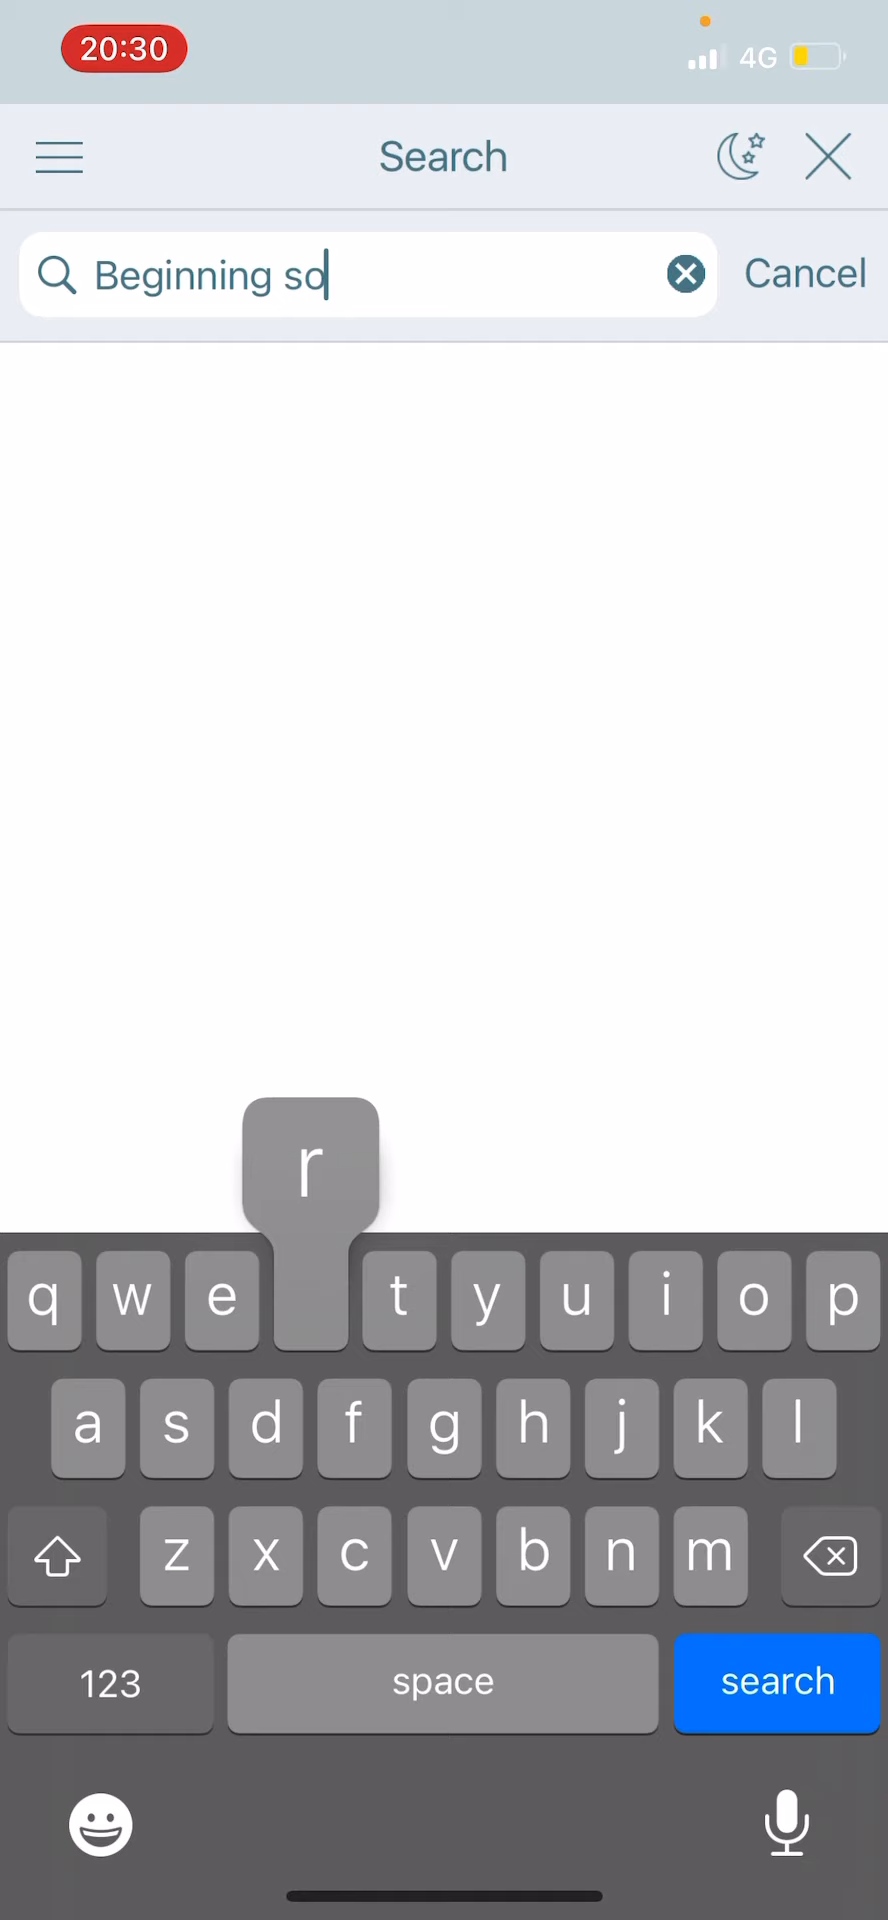 20:30
4G
Search
Beginning so
Cancel
r
q w e t y u i o p
a s d f g h j k l
z x c v b n m
123 space search